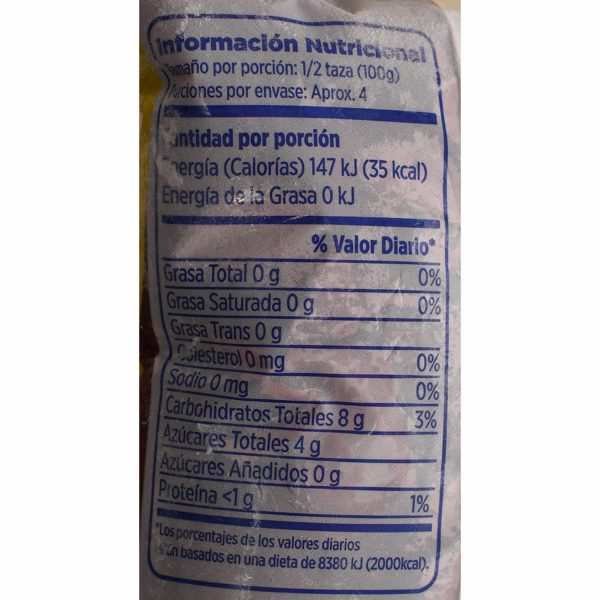 Información Nutricional
Tamaño por porción: 1/2 taza (100g)
Porciones por envase: Aprox. 4
Cantidad por porción
Energía (Calorías) 147 kJ (35 kcal)
Energía de la Grasa 0 kJ
% Valor Diario*
Grasa Total 0 g 0%
Grasa Saturada 0 g 0%
Grasa Trans 0 g
Colesterol 0 mg 0%
Sodio 0 mg 0%
Carbohidratos Totales 8 g 3%
Azúcares Totales 4 g
Azúcares Añadidos 0 g
Proteína <1 g 1%
*Los porcentajes de los valores diarios
están basados en una dieta de 8380 kJ (2000kcal).